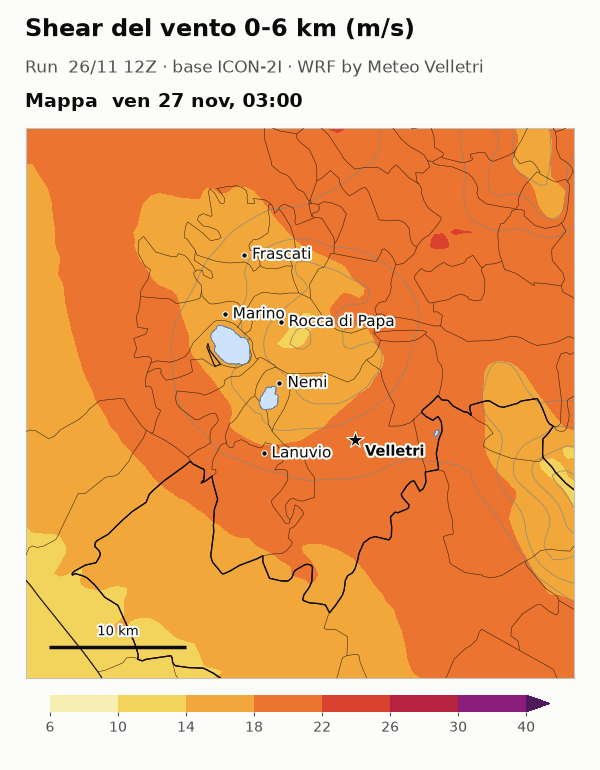 Shear del vento 0-6 km (m/s)
Run  26/11 12Z · base ICON-2I · WRF by Meteo Velletri
Mappa  ven 27 nov, 03:00
Frascati
Marino
Rocca di Papa
Nemi
Lanuvio
Velletri
10 km
6 10 14 18 22 26 30 40